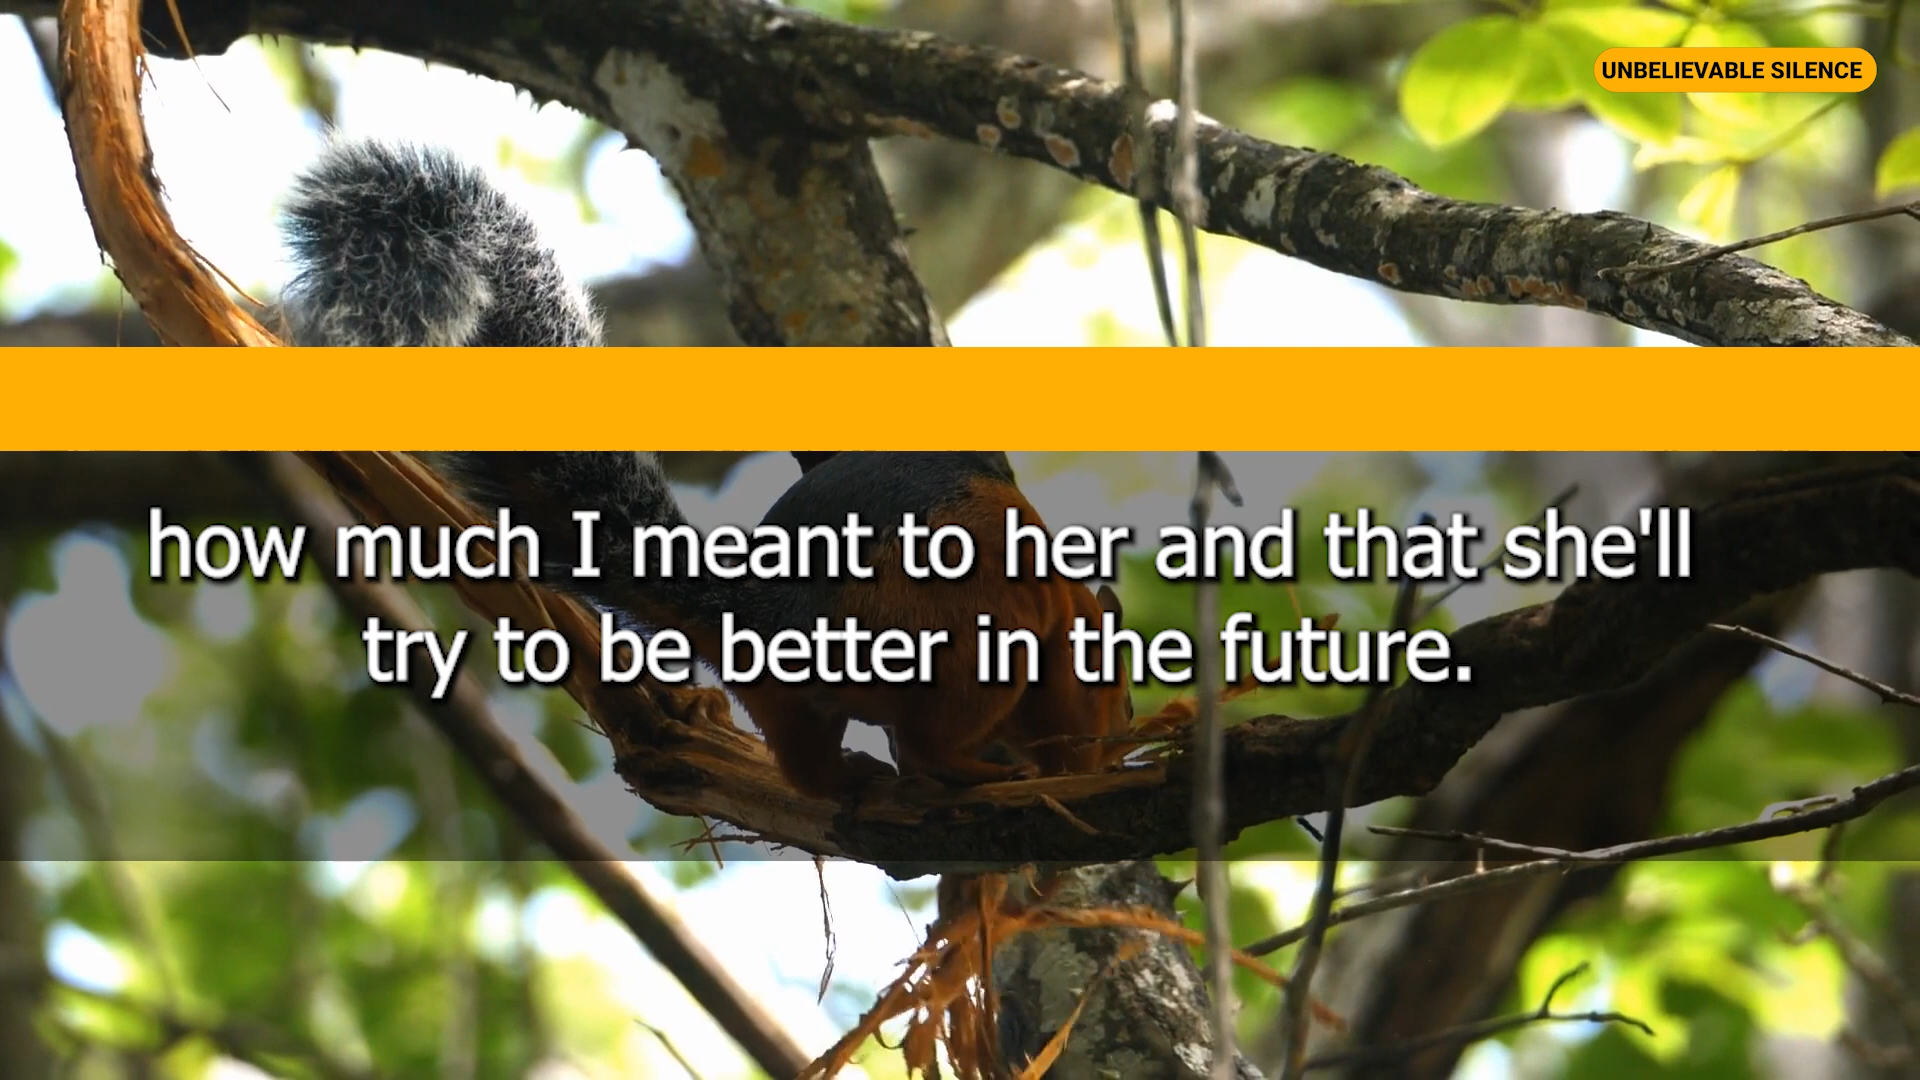 UNBELIEVABLE SILENCE
how much I meant to her and that she'll
try to be better in the future.